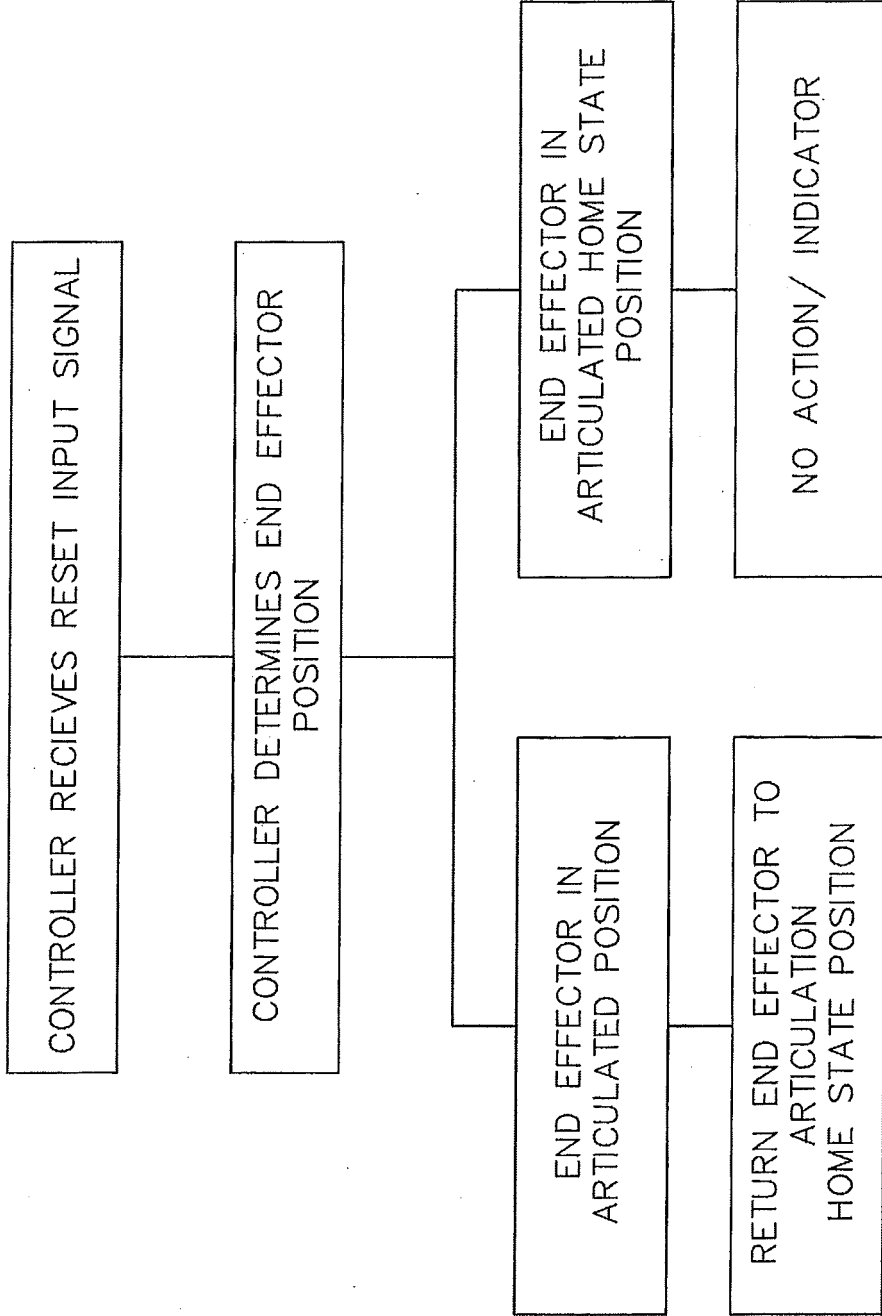 CONTROLLER RECIEVES RESET INPUT SIGNAL
CONTROLLER DETERMINES END EFFECTOR
POSITION
END EFFECTOR IN
ARTICULATED POSITION
RETURN END EFFECTOR TO
ARTICULATION
HOME STATE POSITION
END EFFECTOR IN
ARTICULATED HOME STATE
POSITION
NO ACTION/ INDICATOR